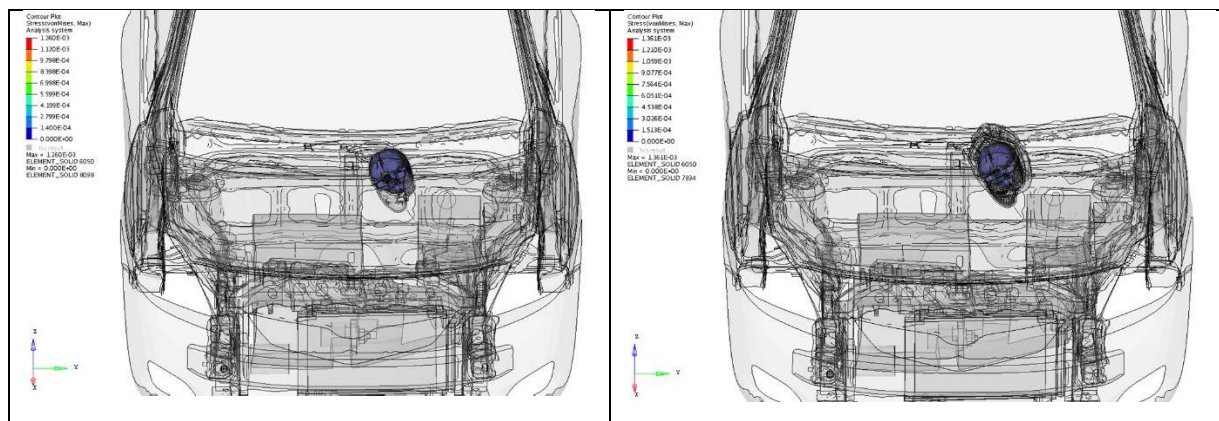 Contour Plot
Stress(vonMises, Max)
Analysis system
1.260E-03
1.120E-03
9.798E-04
8.398E-04
6.998E-04
5.599E-04
4.199E-04
2.799E-04
1.400E-04
0.000E+00
No result
Max = 1.260E-03
ELEMENT_SOLID 6050
Min = 0.000E+00
ELEMENT_SOLID 8098
Z
Y
X
Contour Plot
Stress(vonMises, Max)
Analysis system
1.361E-03
1.210E-03
1.059E-03
9.077E-04
7.564E-04
6.051E-04
4.538E-04
3.026E-04
1.513E-04
0.000E+00
No result
Max = 1.361E-03
ELEMENT_SOLID 6050
Min = 0.000E+00
ELEMENT_SOLID 7834
Z
Y
X